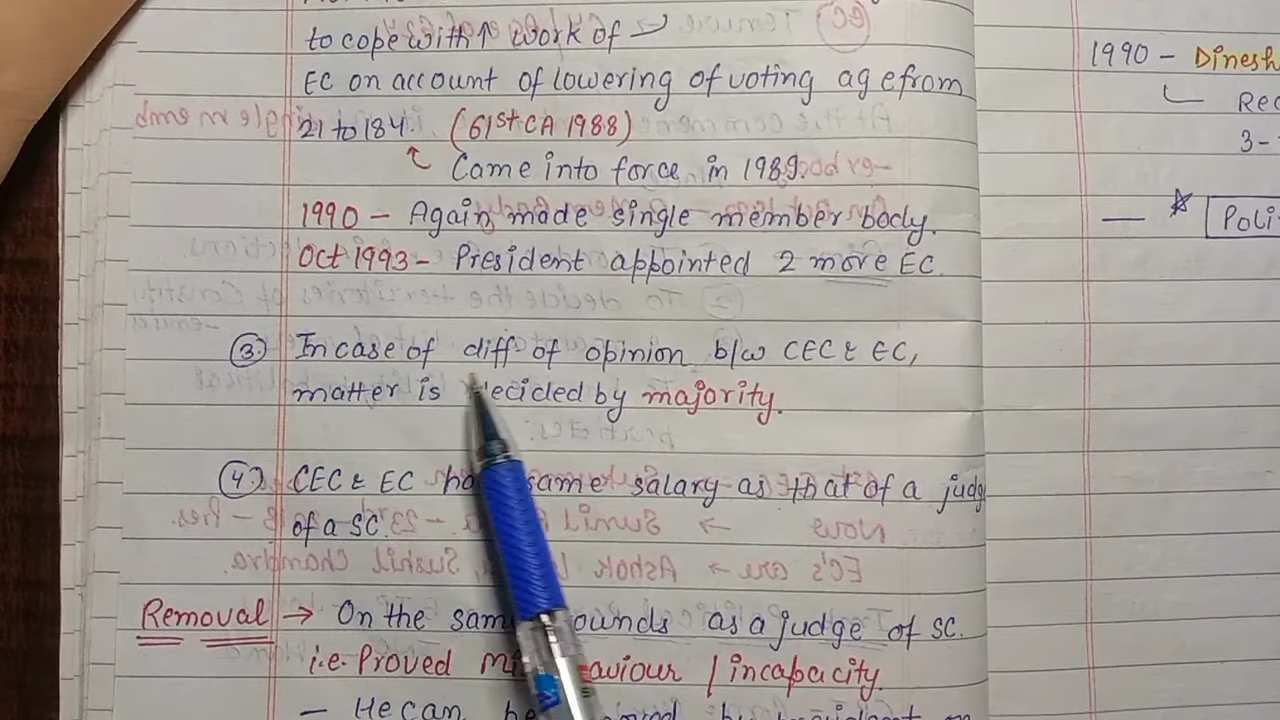 to cope with ↑ work of
EC on account of lowering of voting age from
21 to 18 y. (61st CA 1988)
Came into force in 1989.
1990 - Again made single member body.
Oct 1993 - President appointed 2 more EC.
③ In case of diff. of opinion b/w CEC & EC,
matter is decided by majority.
④ CEC & EC same salary as that of a judg
of a SC.
Removal → On the same grounds as a judge of SC.
i.e. Proved misbehaviour / incapacity.
- He can be
1990 - Dinesh
Rec
3-
Poli